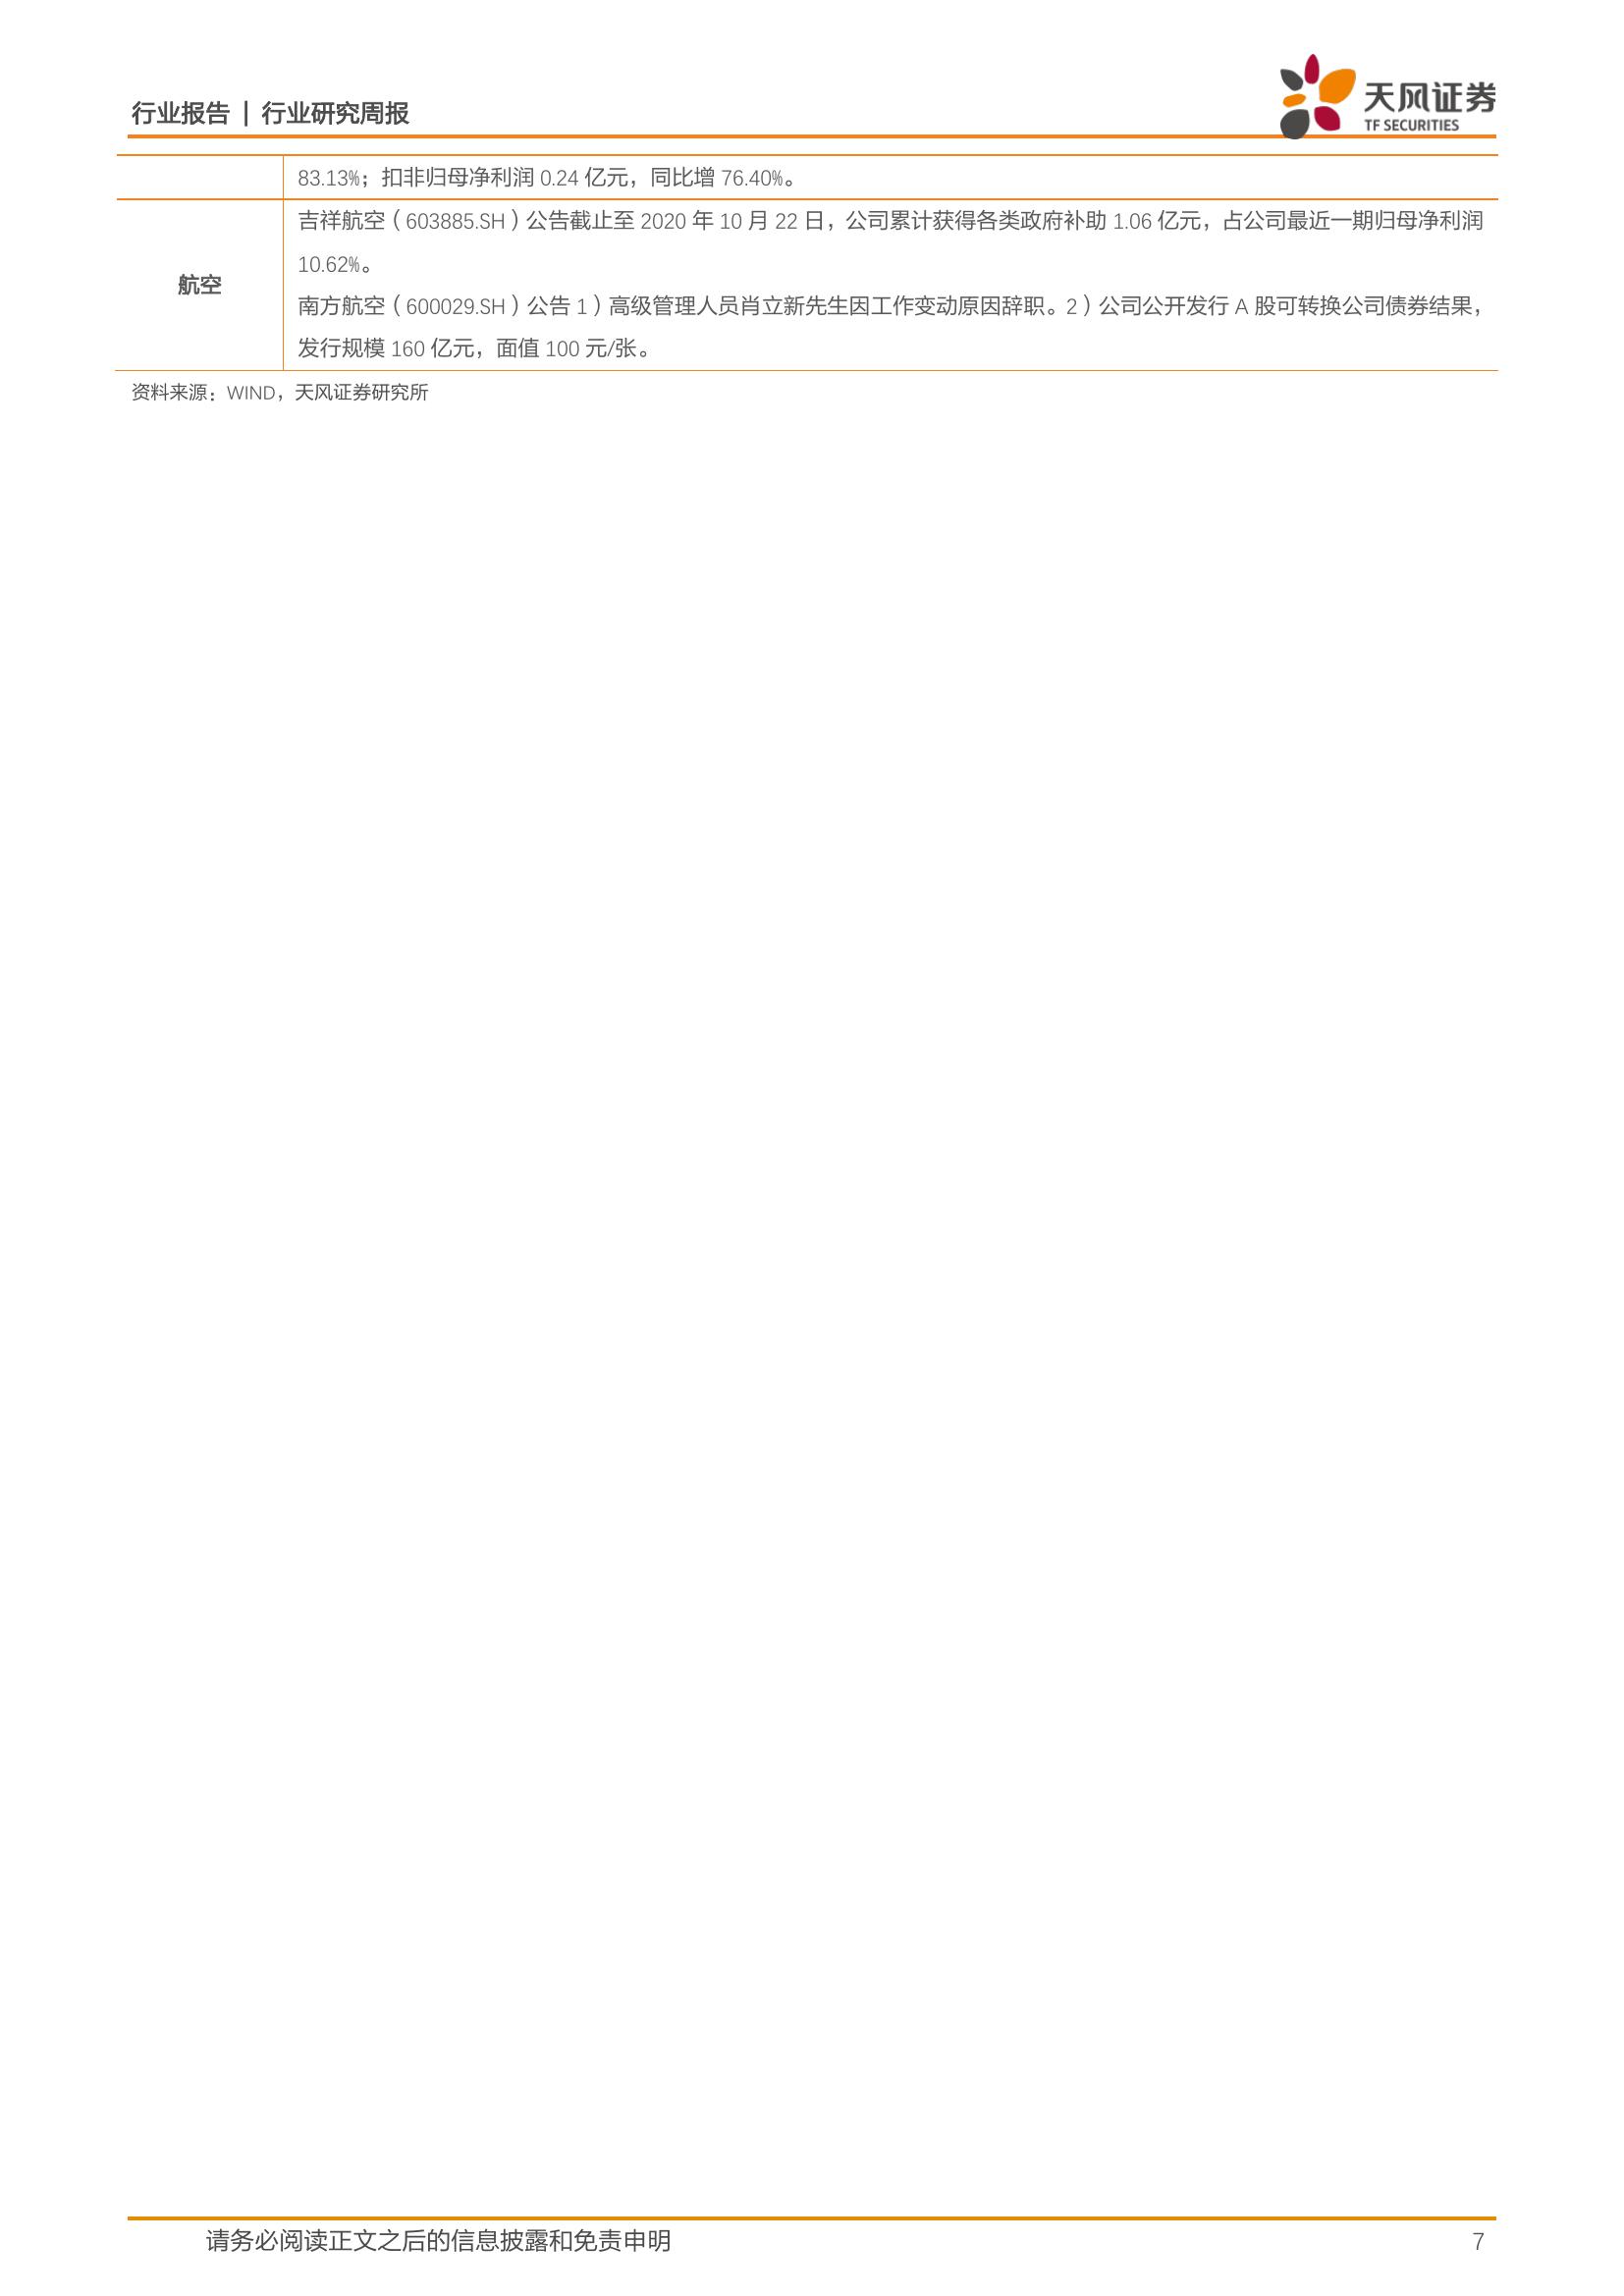 行业报告 | 行业研究周报
天风证券
TF SECURITIES
83.13%；扣非归母净利润 0.24 亿元，同比增 76.40%。
航空
吉祥航空（603885.SH）公告截止至 2020 年 10 月 22 日，公司累计获得各类政府补助 1.06 亿元，占公司最近一期归母净利润
10.62%。
南方航空（600029.SH）公告 1）高级管理人员肖立新先生因工作变动原因辞职。2）公司公开发行 A 股可转换公司债券结果，
发行规模 160 亿元，面值 100 元/张。
资料来源：WIND，天风证券研究所
请务必阅读正文之后的信息披露和免责申明
7